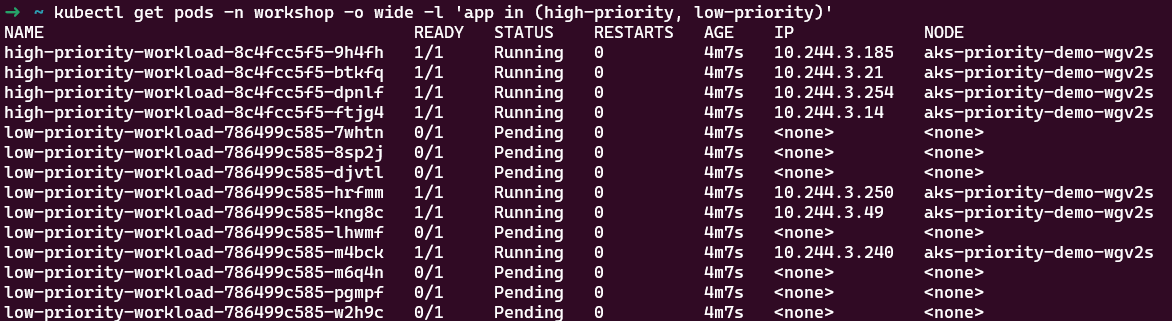 → ~ kubectl get pods -n workshop -o wide -l 'app in (high-priority, low-priority)'
NAME READY STATUS RESTARTS AGE IP NODE
high-priority-workload-8c4fcc5f5-9h4fh 1/1 Running 0 4m7s 10.244.3.185 aks-priority-demo-wgv2s
high-priority-workload-8c4fcc5f5-btkfq 1/1 Running 0 4m7s 10.244.3.21 aks-priority-demo-wgv2s
high-priority-workload-8c4fcc5f5-dpnlf 1/1 Running 0 4m7s 10.244.3.254 aks-priority-demo-wgv2s
high-priority-workload-8c4fcc5f5-ftjg4 1/1 Running 0 4m7s 10.244.3.14 aks-priority-demo-wgv2s
low-priority-workload-786499c585-7whtn 0/1 Pending 0 4m7s <none> <none>
low-priority-workload-786499c585-8sp2j 0/1 Pending 0 4m7s <none> <none>
low-priority-workload-786499c585-djvtl 0/1 Pending 0 4m7s <none> <none>
low-priority-workload-786499c585-hrfmm 1/1 Running 0 4m7s 10.244.3.250 aks-priority-demo-wgv2s
low-priority-workload-786499c585-kng8c 1/1 Running 0 4m7s 10.244.3.49 aks-priority-demo-wgv2s
low-priority-workload-786499c585-lhwmf 0/1 Pending 0 4m7s <none> <none>
low-priority-workload-786499c585-m4bck 1/1 Running 0 4m7s 10.244.3.240 aks-priority-demo-wgv2s
low-priority-workload-786499c585-m6q4n 0/1 Pending 0 4m7s <none> <none>
low-priority-workload-786499c585-pgmpf 0/1 Pending 0 4m7s <none> <none>
low-priority-workload-786499c585-w2h9c 0/1 Pending 0 4m7s <none> <none>